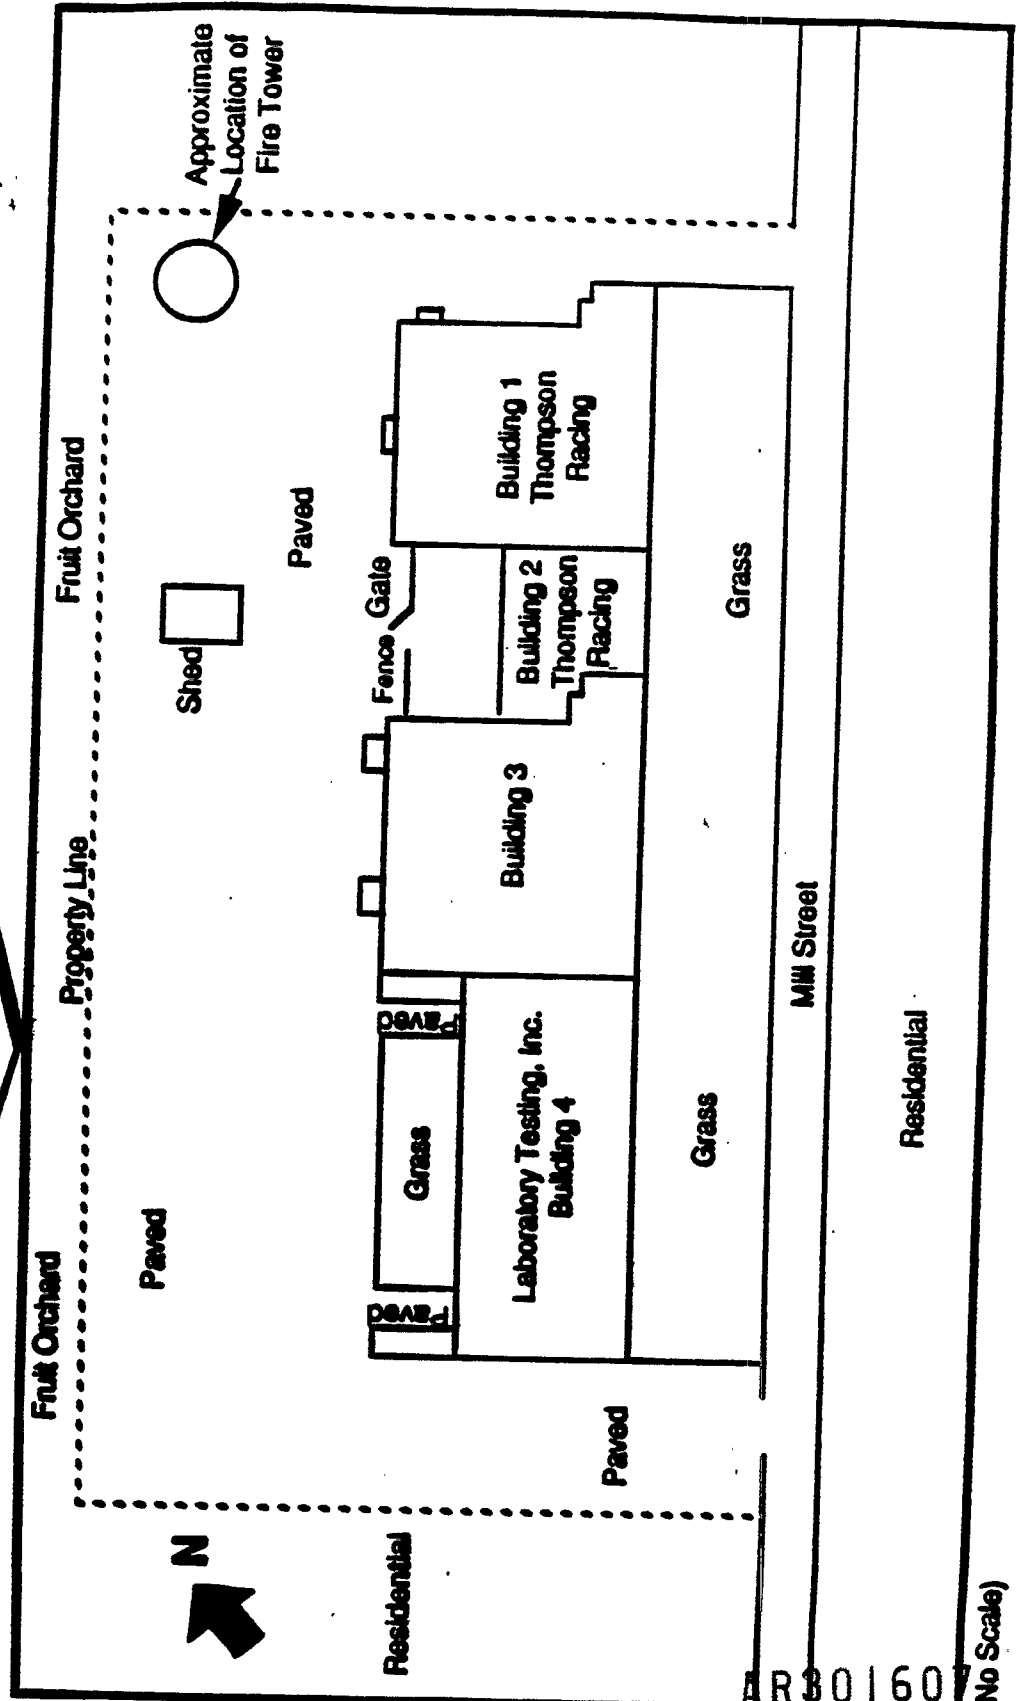 Approximate
Location of
Fire Tower
Fruit Orchard
Property Line
Fruit Orchard
Shed
Paved
Paved
Gate
Fence
Building 1
Thompson
Racing
Building 2
Thompson
Racing
Building 3
Paved
Grass
Paved
Laboratory Testing, Inc.
Building 4
Grass
Grass
Paved
Mill Street
Residential
Residential
N
No Scale)